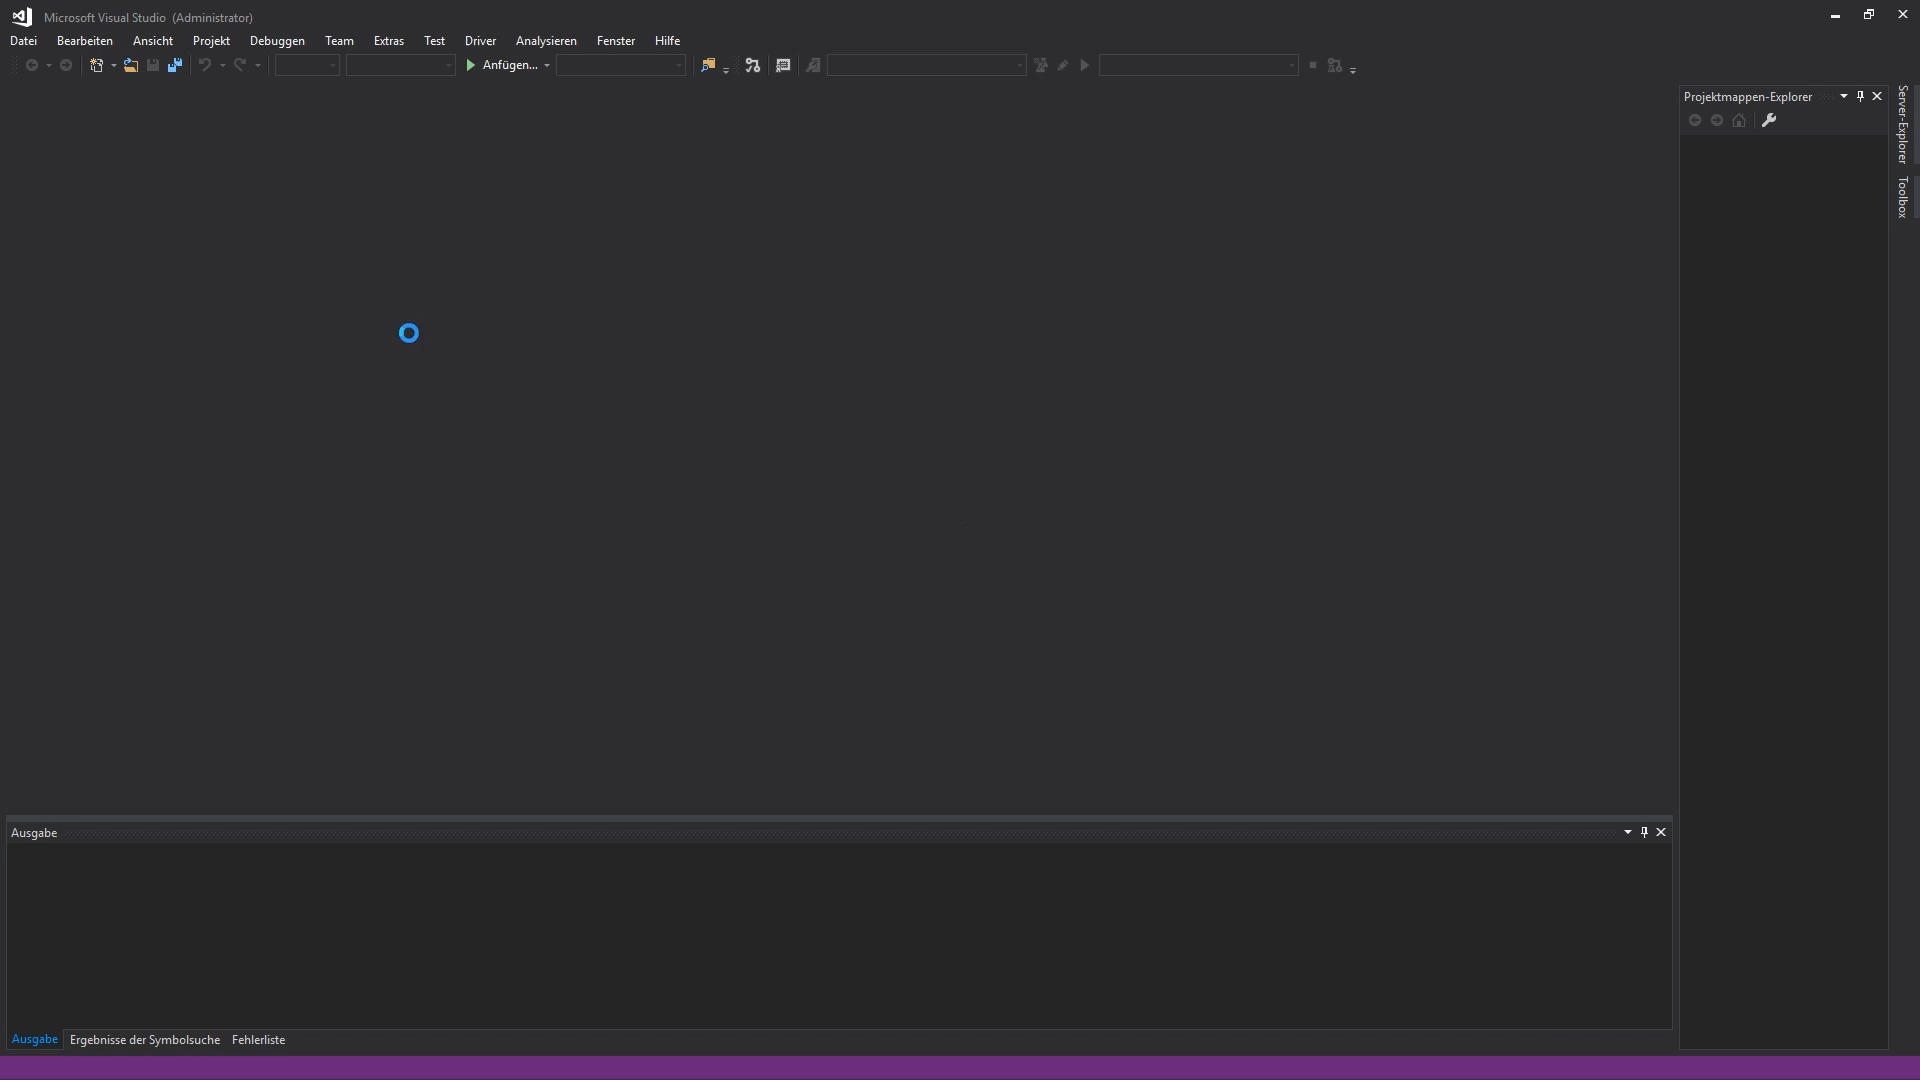 Microsoft Visual Studio (Administrator)
Datei Bearbeiten Ansicht Projekt Debuggen Team Extras Test Driver Analysieren Fenster Hilfe
Anfügen...
Projektmappen-Explorer
Server-Explorer
Toolbox
Ausgabe
Ausgabe Ergebnisse der Symbolsuche Fehlerliste